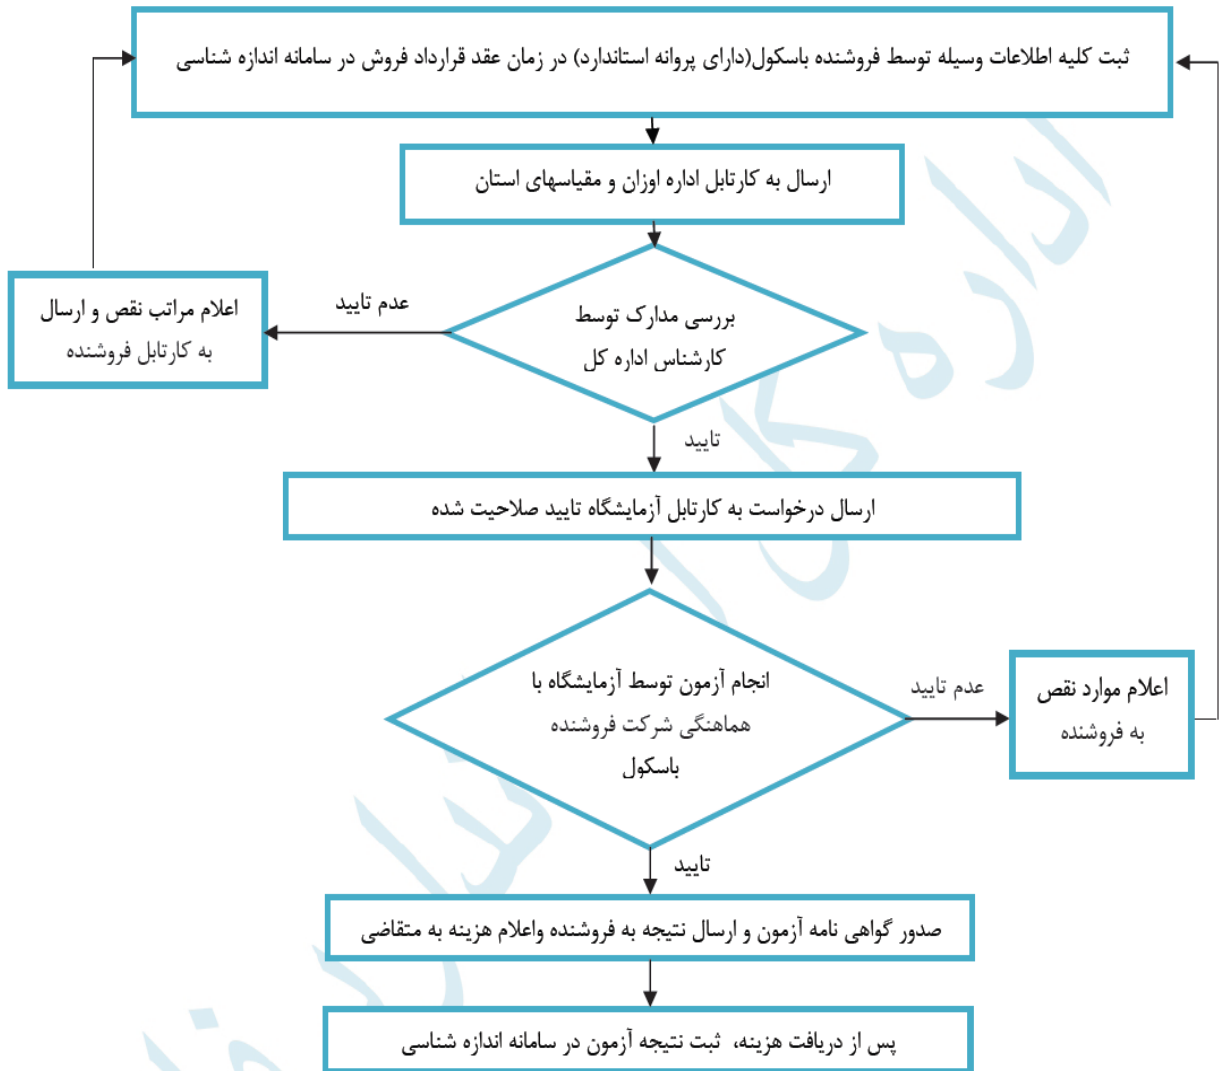 ثبت کلیه اطلاعات وسیله توسط فروشنده باسکول(دارای پروانه استاندارد) در زمان عقد قرارداد فروش در سامانه اندازه شناسی
ارسال به کارتابل اداره اوزان و مقیاسهای استان
بررسی مدارک توسط
کارشناس اداره کل
عدم تایید
اعلام مراتب نقص و ارسال
به کارتابل فروشنده
تایید
ارسال درخواست به کارتابل آزمایشگاه تایید صلاحیت شده
انجام آزمون توسط آزمایشگاه با
هماهنگی شرکت فروشنده
باسکول
عدم تایید
اعلام موارد نقص
به فروشنده
تایید
صدور گواهی نامه آزمون و ارسال نتیجه به فروشنده واعلام هزینه به متقاضی
پس از دریافت هزینه، ثبت نتیجه آزمون در سامانه اندازه شناسی
اداره کل